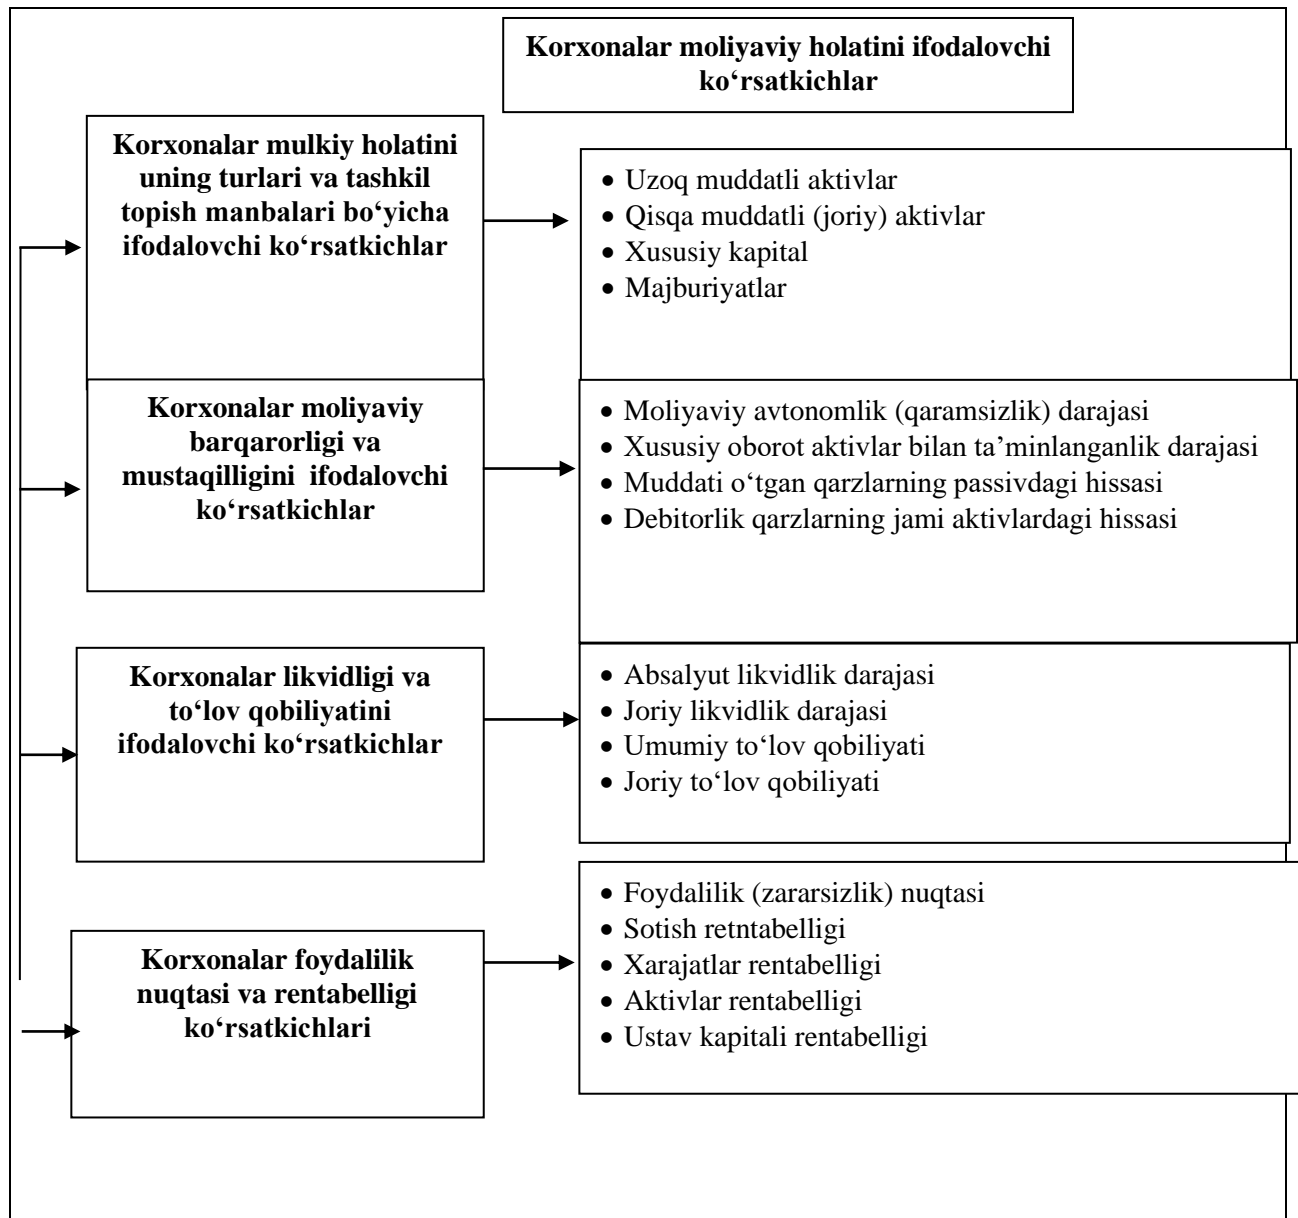 Korxonalar moliyaviy holatini ifodalovchi
ko‘rsatkichlar
Korxonalar mulkiy holatini
uning turlari va tashkil
topish manbalari bo‘yicha
ifodalovchi ko‘rsatkichlar
• Uzoq muddatli aktivlar
• Qisqa muddatli (joriy) aktivlar
• Xususiy kapital
• Majburiyatlar
Korxonalar moliyaviy
barqarorligi va
mustaqilligini ifodalovchi
ko‘rsatkichlar
• Moliyaviy avtonomlik (qaramsizlik) darajasi
• Xususiy oborot aktivlar bilan ta’minlanganlik darajasi
• Muddati o‘tgan qarzlarning passivdagi hissasi
• Debitorlik qarzlarning jami aktivlardagi hissasi
Korxonalar likvidligi va
to‘lov qobiliyatini
ifodalovchi ko‘rsatkichlar
• Absalyut likvidlik darajasi
• Joriy likvidlik darajasi
• Umumiy to‘lov qobiliyati
• Joriy to‘lov qobiliyati
Korxonalar foydalilik
nuqtasi va rentabelligi
ko‘rsatkichlari
• Foydalilik (zararsizlik) nuqtasi
• Sotish retntabelligi
• Xarajatlar rentabelligi
• Aktivlar rentabelligi
• Ustav kapitali rentabelligi